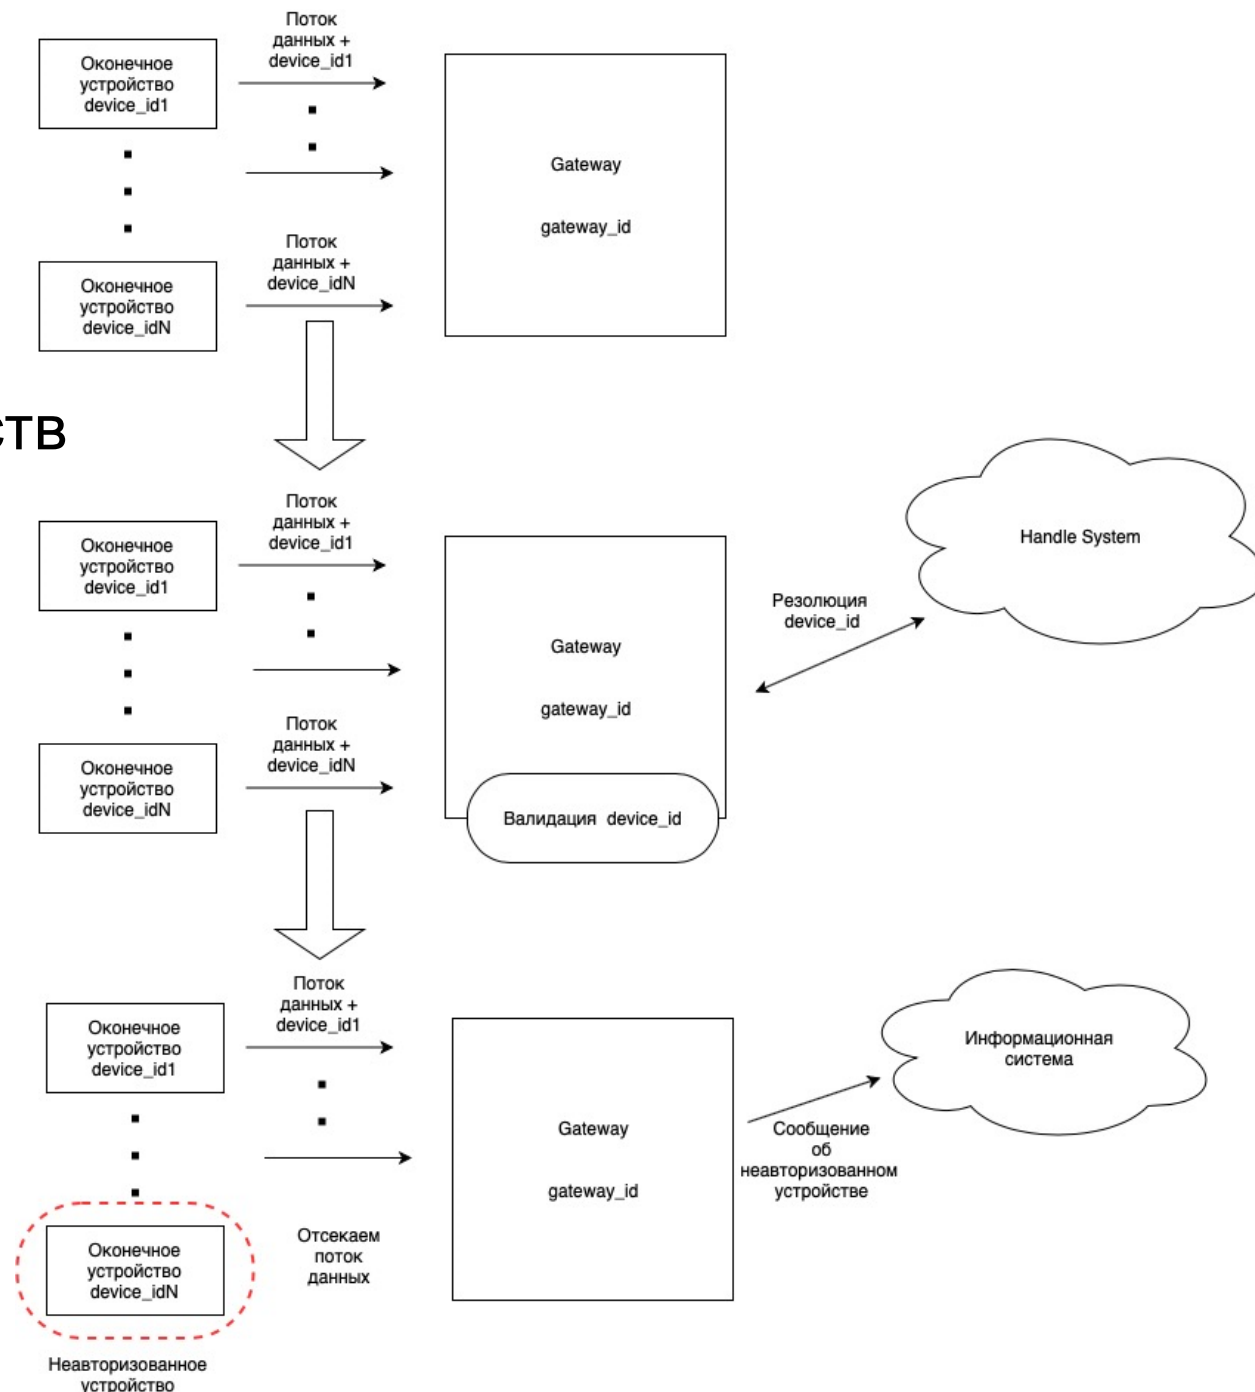 Поток
данных +
device_id1
Оконечное
устройство
device_id1
Gateway
gateway_id
Поток
данных +
device_idN
Оконечное
устройство
device_idN
ств
Поток
данных +
device_id1
Оконечное
устройство
device_id1
Handle System
Резолюция
device_id
Gateway
gateway_id
Поток
данных +
device_idN
Оконечное
устройство
device_idN
Валидация device_id
Поток
данных +
device_id1
Оконечное
устройство
device_id1
Информационная
система
Gateway
gateway_id
Сообщение
об
неавторизованном
устройстве
Отсекаем
поток
данных
Оконечное
устройство
device_idN
Неавторизованное
устройство